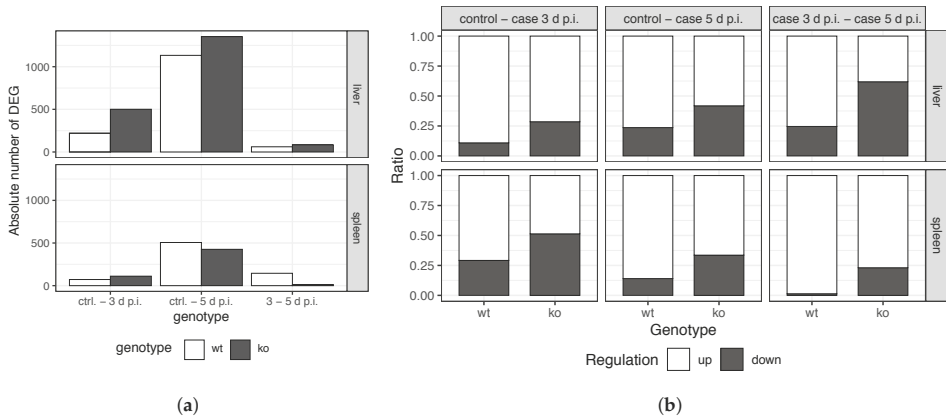 Absolute number of DEG
1000
500
0
liver
1000
500
0
spleen
ctrl. – 3 d p.i. ctrl. – 5 d p.i. 3 – 5 d p.i.
genotype
genotype wt ko
(a)
control – case 3 d p.i. control – case 5 d p.i. case 3 d p.i. – case 5 d p.i.
Ratio
1.00
0.75
0.50
0.25
0.00
liver
1.00
0.75
0.50
0.25
0.00
spleen
wt ko wt ko wt ko
Genotype
Regulation up down
(b)